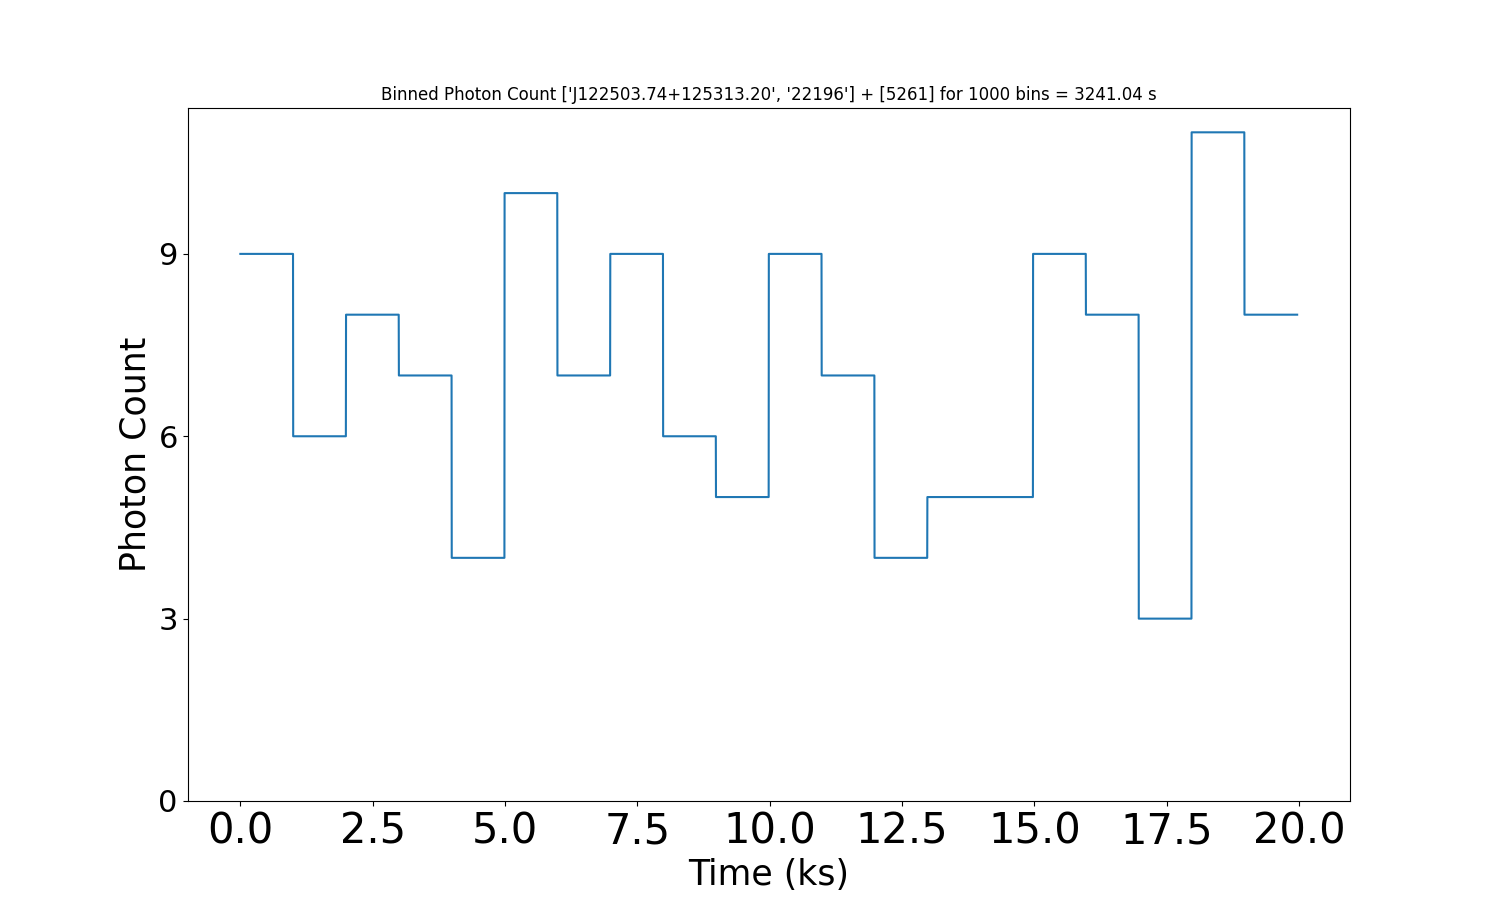 Binned Photon Count ['J122503.74+125313.20', '22196'] + [5261] for 1000 bins = 3241.04 s
Photon Count
9
6
3
0
0.0 2.5 5.0 7.5 10.0 12.5 15.0 17.5 20.0
Time (ks)